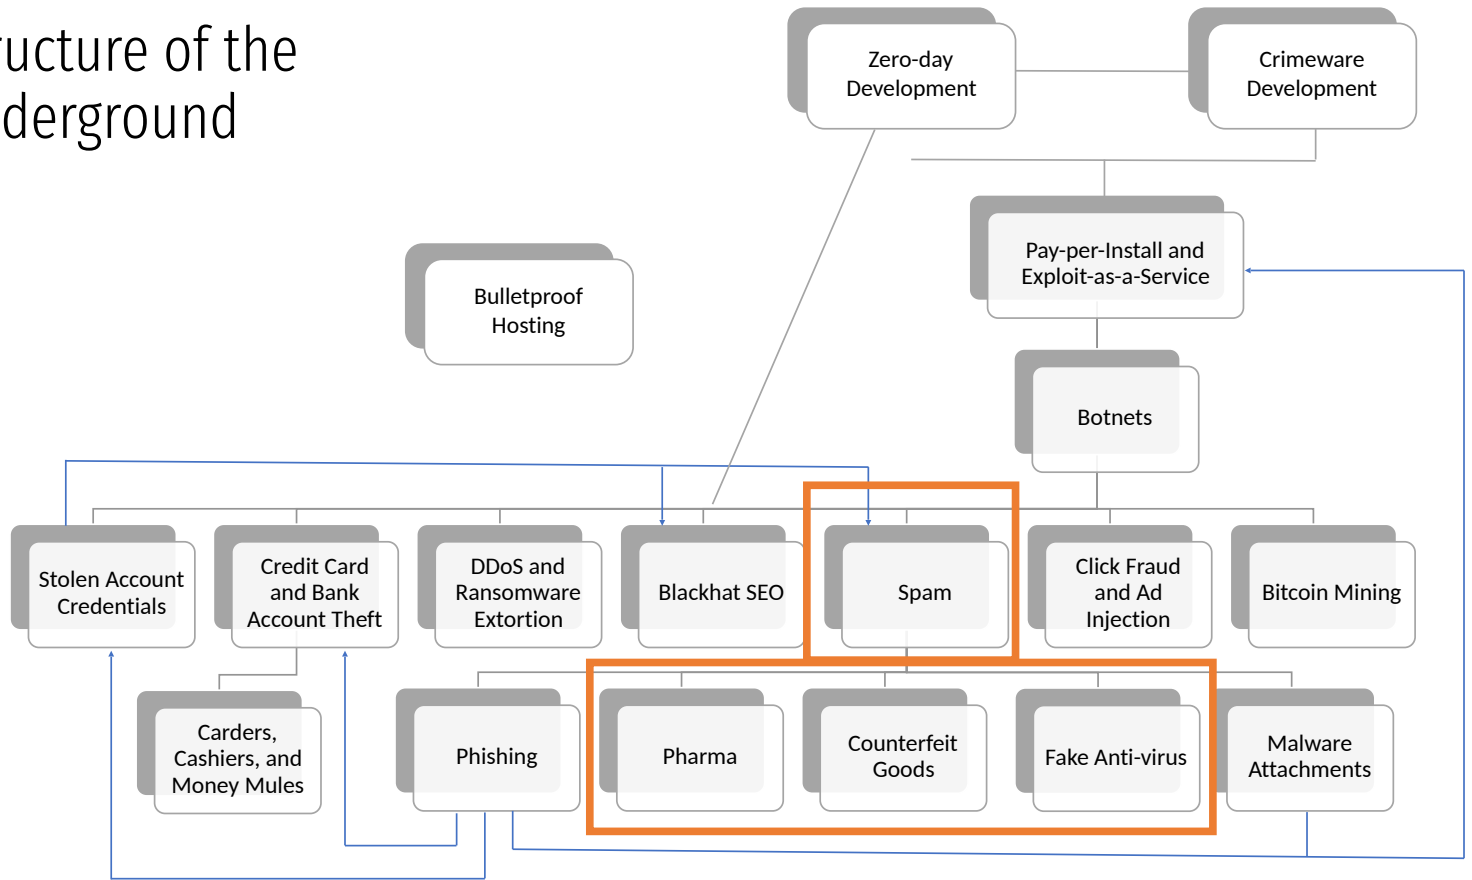 ructure of the
derground
Zero-day
Development
Crimeware
Development
Pay-per-Install and
Exploit-as-a-Service
Bulletproof
Hosting
Botnets
Stolen Account
Credentials
Credit Card
and Bank
Account Theft
DDoS and
Ransomware
Extortion
Blackhat SEO
Spam
Click Fraud
and Ad
Injection
Bitcoin Mining
Carders,
Cashiers, and
Money Mules
Phishing
Pharma
Counterfeit
Goods
Fake Anti-virus
Malware
Attachments